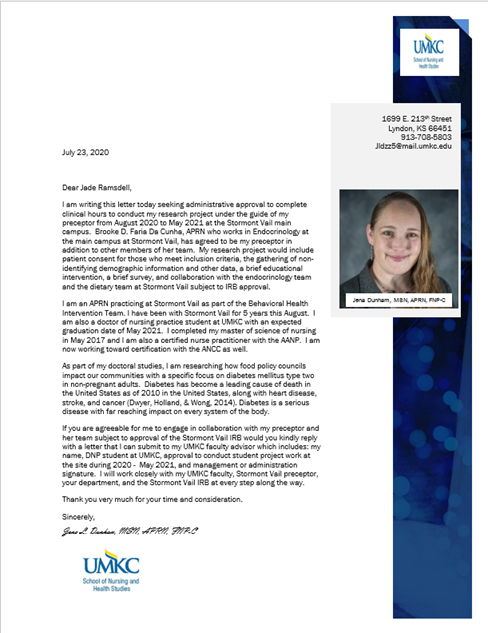 UMKC
School of Nursing and
Health Studies
1699 E. 213th Street
Lyndon, KS 66451
913-708-5803
Jldzz5@mail.umkc.edu
July 23, 2020
Dear Jade Ramsdell,
I am writing this letter today seeking administrative approval to complete
clinical hours to conduct my research project under the guide of my
preceptor from August 2020 to May 2021 at the Stormont Vail main
campus.  Brooke D. Faria Da Cunha, APRN who works in Endocrinology at
the main campus at Stormont Vail, has agreed to be my preceptor in
addition to other members of her team.  My research project would include
patient consent for those who meet inclusion criteria, the gathering of non-
identifying demographic information and other data, a brief educational
intervention, a brief survey, and collaboration with the endocrinology team
and the dietary team at Stormont Vail subject to IRB approval.
Jena Dunham, MSN, APRN, FNP-C
I am an APRN practicing at Stormont Vail as part of the Behavioral Health
Intervention Team. I have been with Stormont Vail for 5 years this August.  I
am also a doctor of nursing practice student at UMKC with an expected
graduation date of May 2021.  I completed my master of science of nursing
in May 2017 and I am also a certified nurse practitioner with the AANP.  I am
now working toward certification with the ANCC as well.
As part of my doctoral studies, I am researching how food policy councils
impact our communities with a specific focus on diabetes mellitus type two
in non-pregnant adults.  Diabetes has become a leading cause of death in
the United States as of 2010 in the United States, along with heart disease,
stroke, and cancer (Dwyer, Holland, & Wong, 2014). Diabetes is a serious
disease with far reaching impact on every system of the body.
If you are agreeable for me to engage in collaboration with my preceptor and
her team subject to approval of the Stormont Vail IRB would you kindly reply
with a letter that I can submit to my UMKC faculty advisor which includes: my
name, DNP student at UMKC, approval to conduct student project work at
the site during 2020 -  May 2021, and management or administration
signature.  I will work closely with my UMKC faculty, Stormont Vail preceptor,
your department, and the Stormont Vail IRB at every step along the way.
Thank you very much for your time and consideration.
Sincerely,
Jena L. Dunham, MSN, APRN, FNP-C
UMKC
School of Nursing and
Health Studies